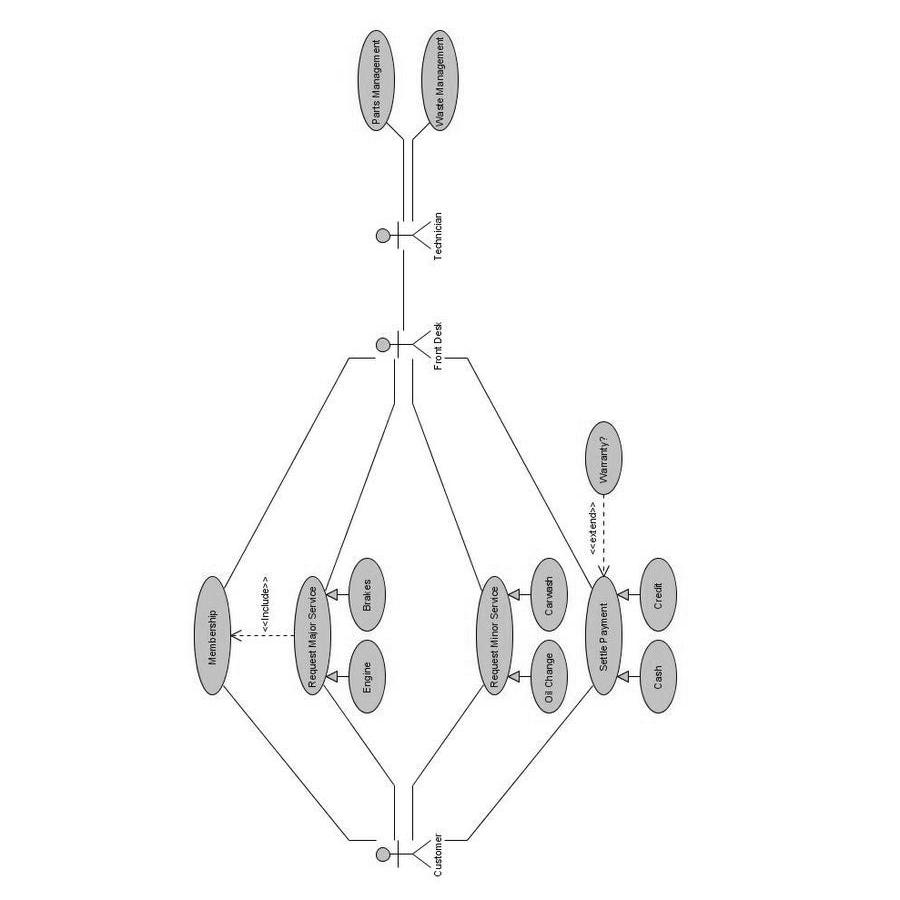 Membership
<<Include>>
Request Major Service
Engine
Brakes
Customer
Front Desk
Technician
Parts Management
Waste Management
Request Minor Service
Oil Change
Carwash
Settle Payment
<<extend>>
Warranty?
Cash
Credit